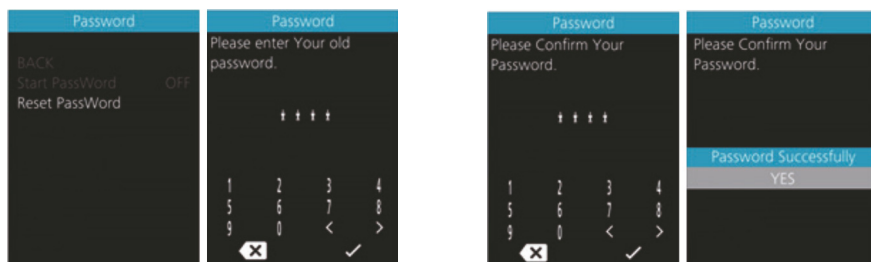 Password
BACK
Start PassWord OFF
Reset PassWord
Password
Please enter Your old
password.
* * * *
1 2 3 4
5 6 7 8
9 0 < >
Password
Please Confirm Your
Password.
* * * *
1 2 3 4
5 6 7 8
9 0 < >
Password
Please Confirm Your
Password.
Password Successfully
YES